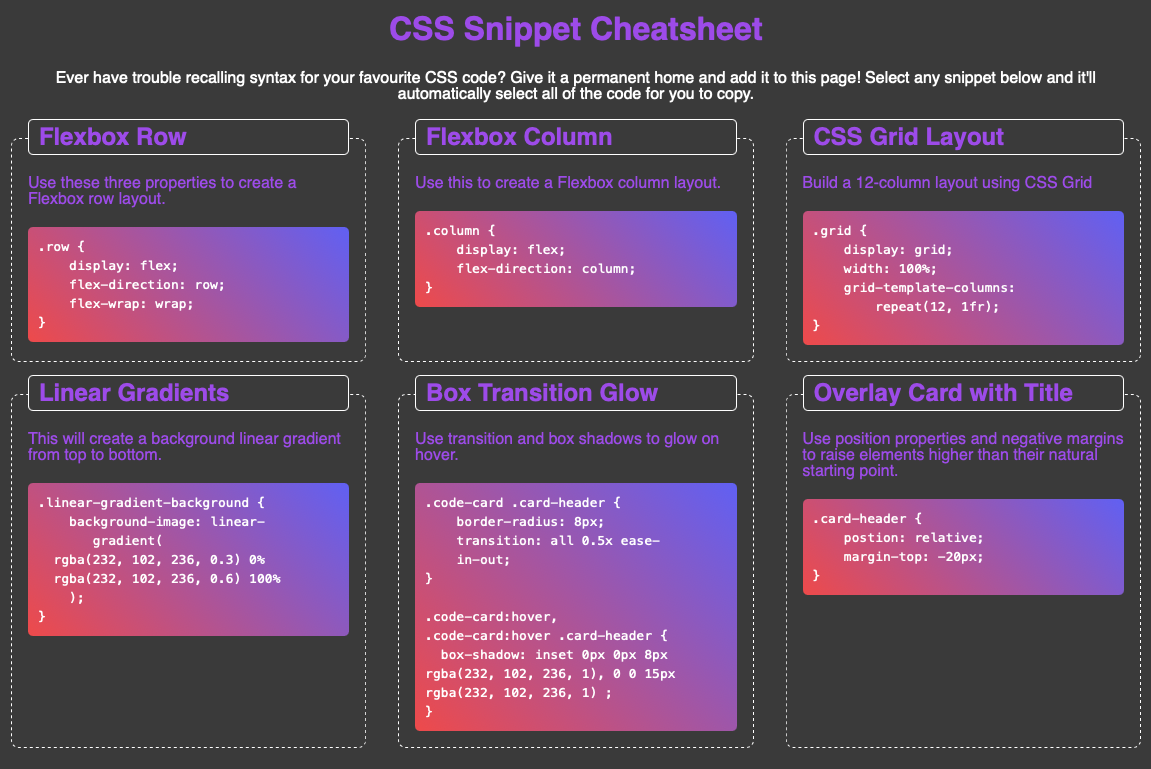 CSS Snippet Cheatsheet
Ever have trouble recalling syntax for your favourite CSS code? Give it a permanent home and add it to this page! Select any snippet below and it'll
automatically select all of the code for you to copy.
Flexbox Row
Use these three properties to create a
Flexbox row layout.
.row {
    display: flex;
    flex-direction: row;
    flex-wrap: wrap;
}
Flexbox Column
Use this to create a Flexbox column layout.
.column {
    display: flex;
    flex-direction: column;
}
CSS Grid Layout
Build a 12-column layout using CSS Grid
.grid {
    display: grid;
    width: 100%;
    grid-template-columns:
        repeat(12, 1fr);
}
Linear Gradients
This will create a background linear gradient
from top to bottom.
.linear-gradient-background {
    background-image: linear-
       gradient(
  rgba(232, 102, 236, 0.3) 0%
  rgba(232, 102, 236, 0.6) 100%
    );
}
Box Transition Glow
Use transition and box shadows to glow on
hover.
.code-card .card-header {
    border-radius: 8px;
    transition: all 0.5x ease-
    in-out;
}
.code-card:hover,
.code-card:hover .card-header {
  box-shadow: inset 0px 0px 8px
rgba(232, 102, 236, 1), 0 0 15px
rgba(232, 102, 236, 1) ;
}
Overlay Card with Title
Use position properties and negative margins
to raise elements higher than their natural
starting point.
.card-header {
    postion: relative;
    margin-top: -20px;
}